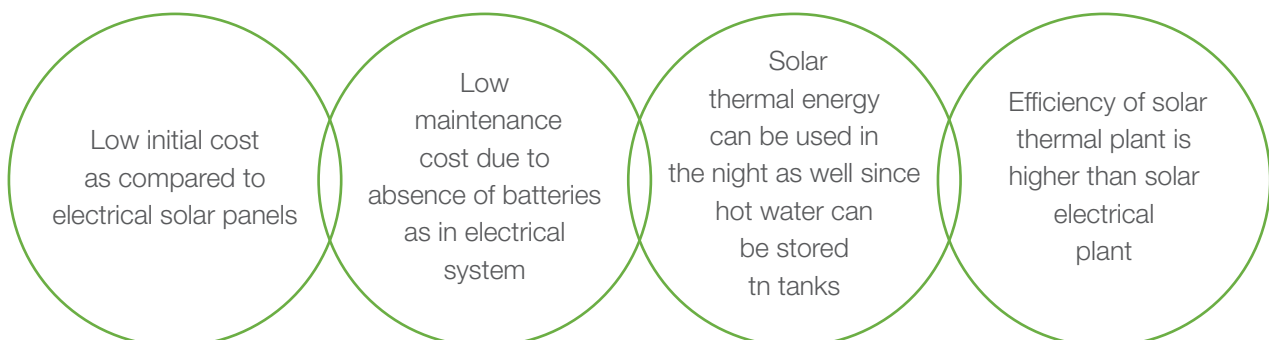 Low initial cost
as compared to
electrical solar panels
Low
maintenance
cost due to
absence of batteries
as in electrical
system
Solar
thermal energy
can be used in
the night as well since
hot water can
be stored
tn tanks
Efficiency of solar
thermal plant is
higher than solar
electrical
plant